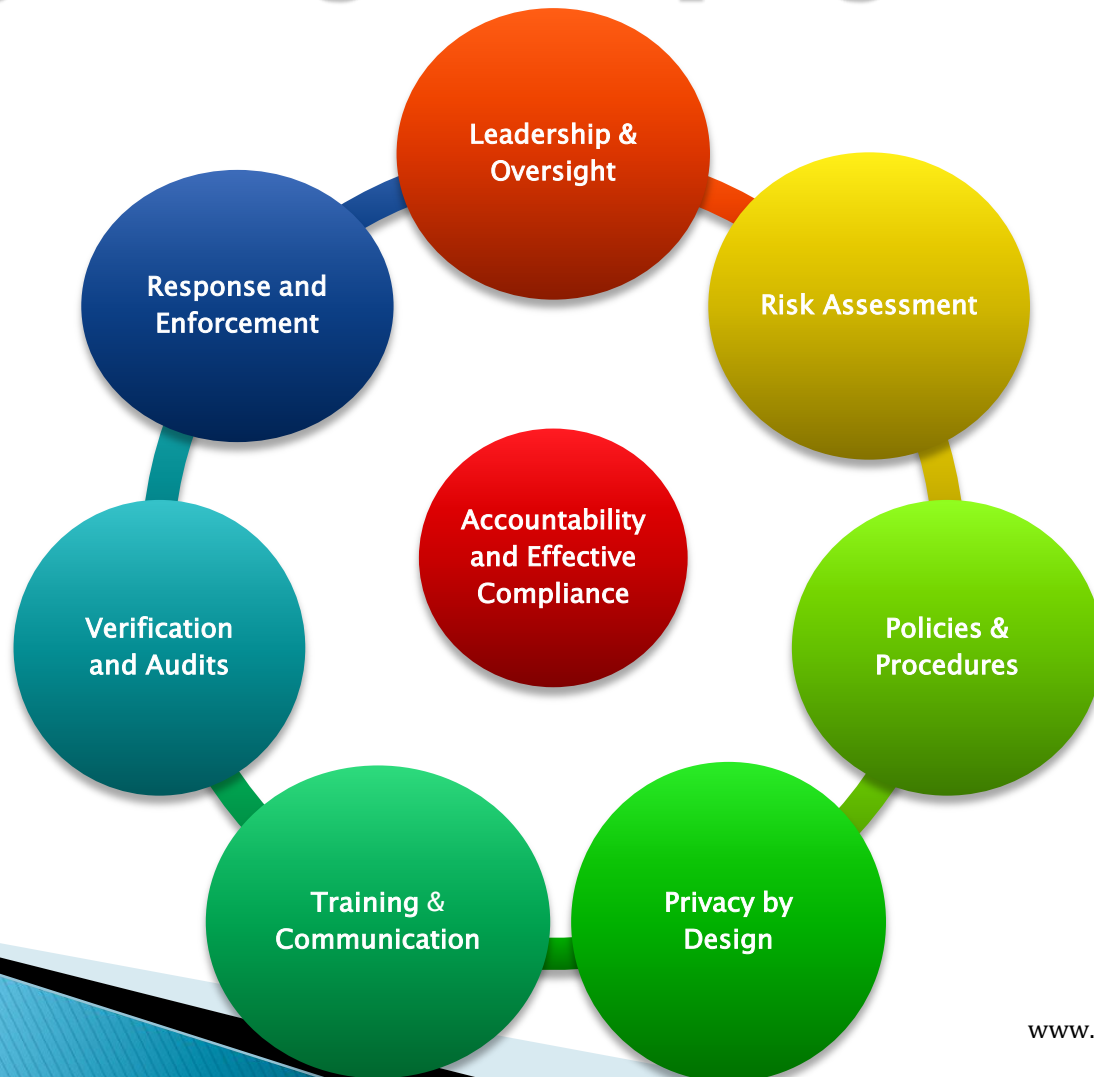 Leadership &
Oversight
Risk Assessment
Policies &
Procedures
Privacy by
Design
Training &
Communication
Verification
and Audits
Response and
Enforcement
Accountability
and Effective
Compliance
www.